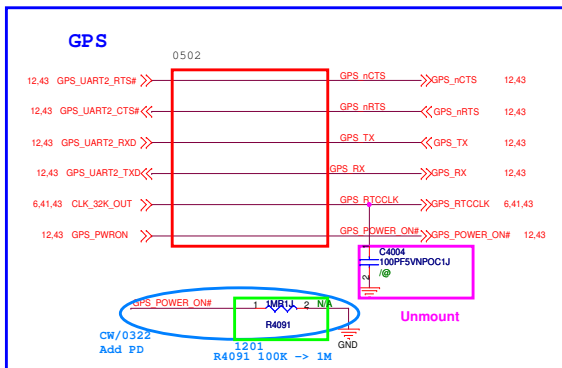 GPS
0502
12,43 GPS_UART2_RTS# GPS_nCTS GPS_nCTS 12,43
12,43 GPS_UART2_CTS# GPS_nRTS GPS_nRTS 12,43
12,43 GPS_UART2_RXD GPS_TX GPS_TX 12,43
12,43 GPS_UART2_TXD GPS_RX GPS_RX 12,43
6,41,43 CLK_32K_OUT GPS_RTCCLK GPS_RTCCLK 6,41,43
12,43 GPS_PWRON GPS_POWER_ON# GPS_POWER_ON# 12,43
1
C4004
100PF5VNPOC1J
/@
2
GPS_POWER_ON# 1 1MR1J 2 N/A
R4091
Unmount
GND
CW/0322
Add PD
1201
R4091 100K -> 1M